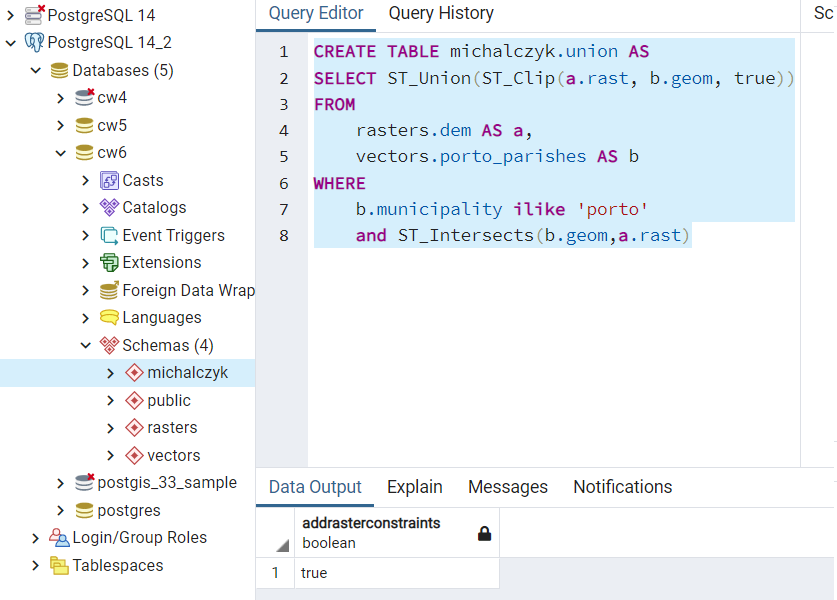 PostgreSQL 14
PostgreSQL 14_2
Databases (5)
cw4
cw5
cw6
Casts
Catalogs
Event Triggers
Extensions
Foreign Data Wrap
Languages
Schemas (4)
michalczyk
public
rasters
vectors
postgis_33_sample
postgres
Login/Group Roles
Tablespaces
Query Editor Query History Sc
1 CREATE TABLE michalczyk.union AS
2 SELECT ST_Union(ST_Clip(a.rast, b.geom, true))
3 FROM
4 rasters.dem AS a,
5 vectors.porto_parishes AS b
6 WHERE
7 b.municipality ilike 'porto'
8 and ST_Intersects(b.geom,a.rast)
Data Output Explain Messages Notifications
addrasterconstraints
boolean
1 true